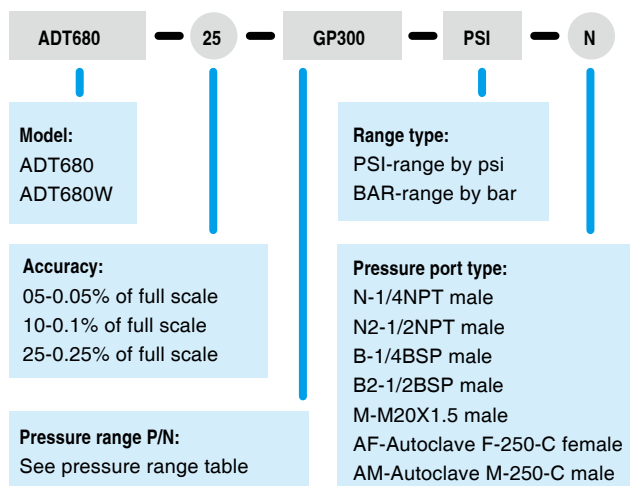 ADT680 25 GP300 PSI N
Model:
ADT680
ADT680W
Range type:
PSI-range by psi
BAR-range by bar
Accuracy:
05-0.05% of full scale
10-0.1% of full scale
25-0.25% of full scale
Pressure port type:
N-1/4NPT male
N2-1/2NPT male
B-1/4BSP male
B2-1/2BSP male
M-M20X1.5 male
AF-Autoclave F-250-C female
AM-Autoclave M-250-C male
Pressure range P/N:
See pressure range table